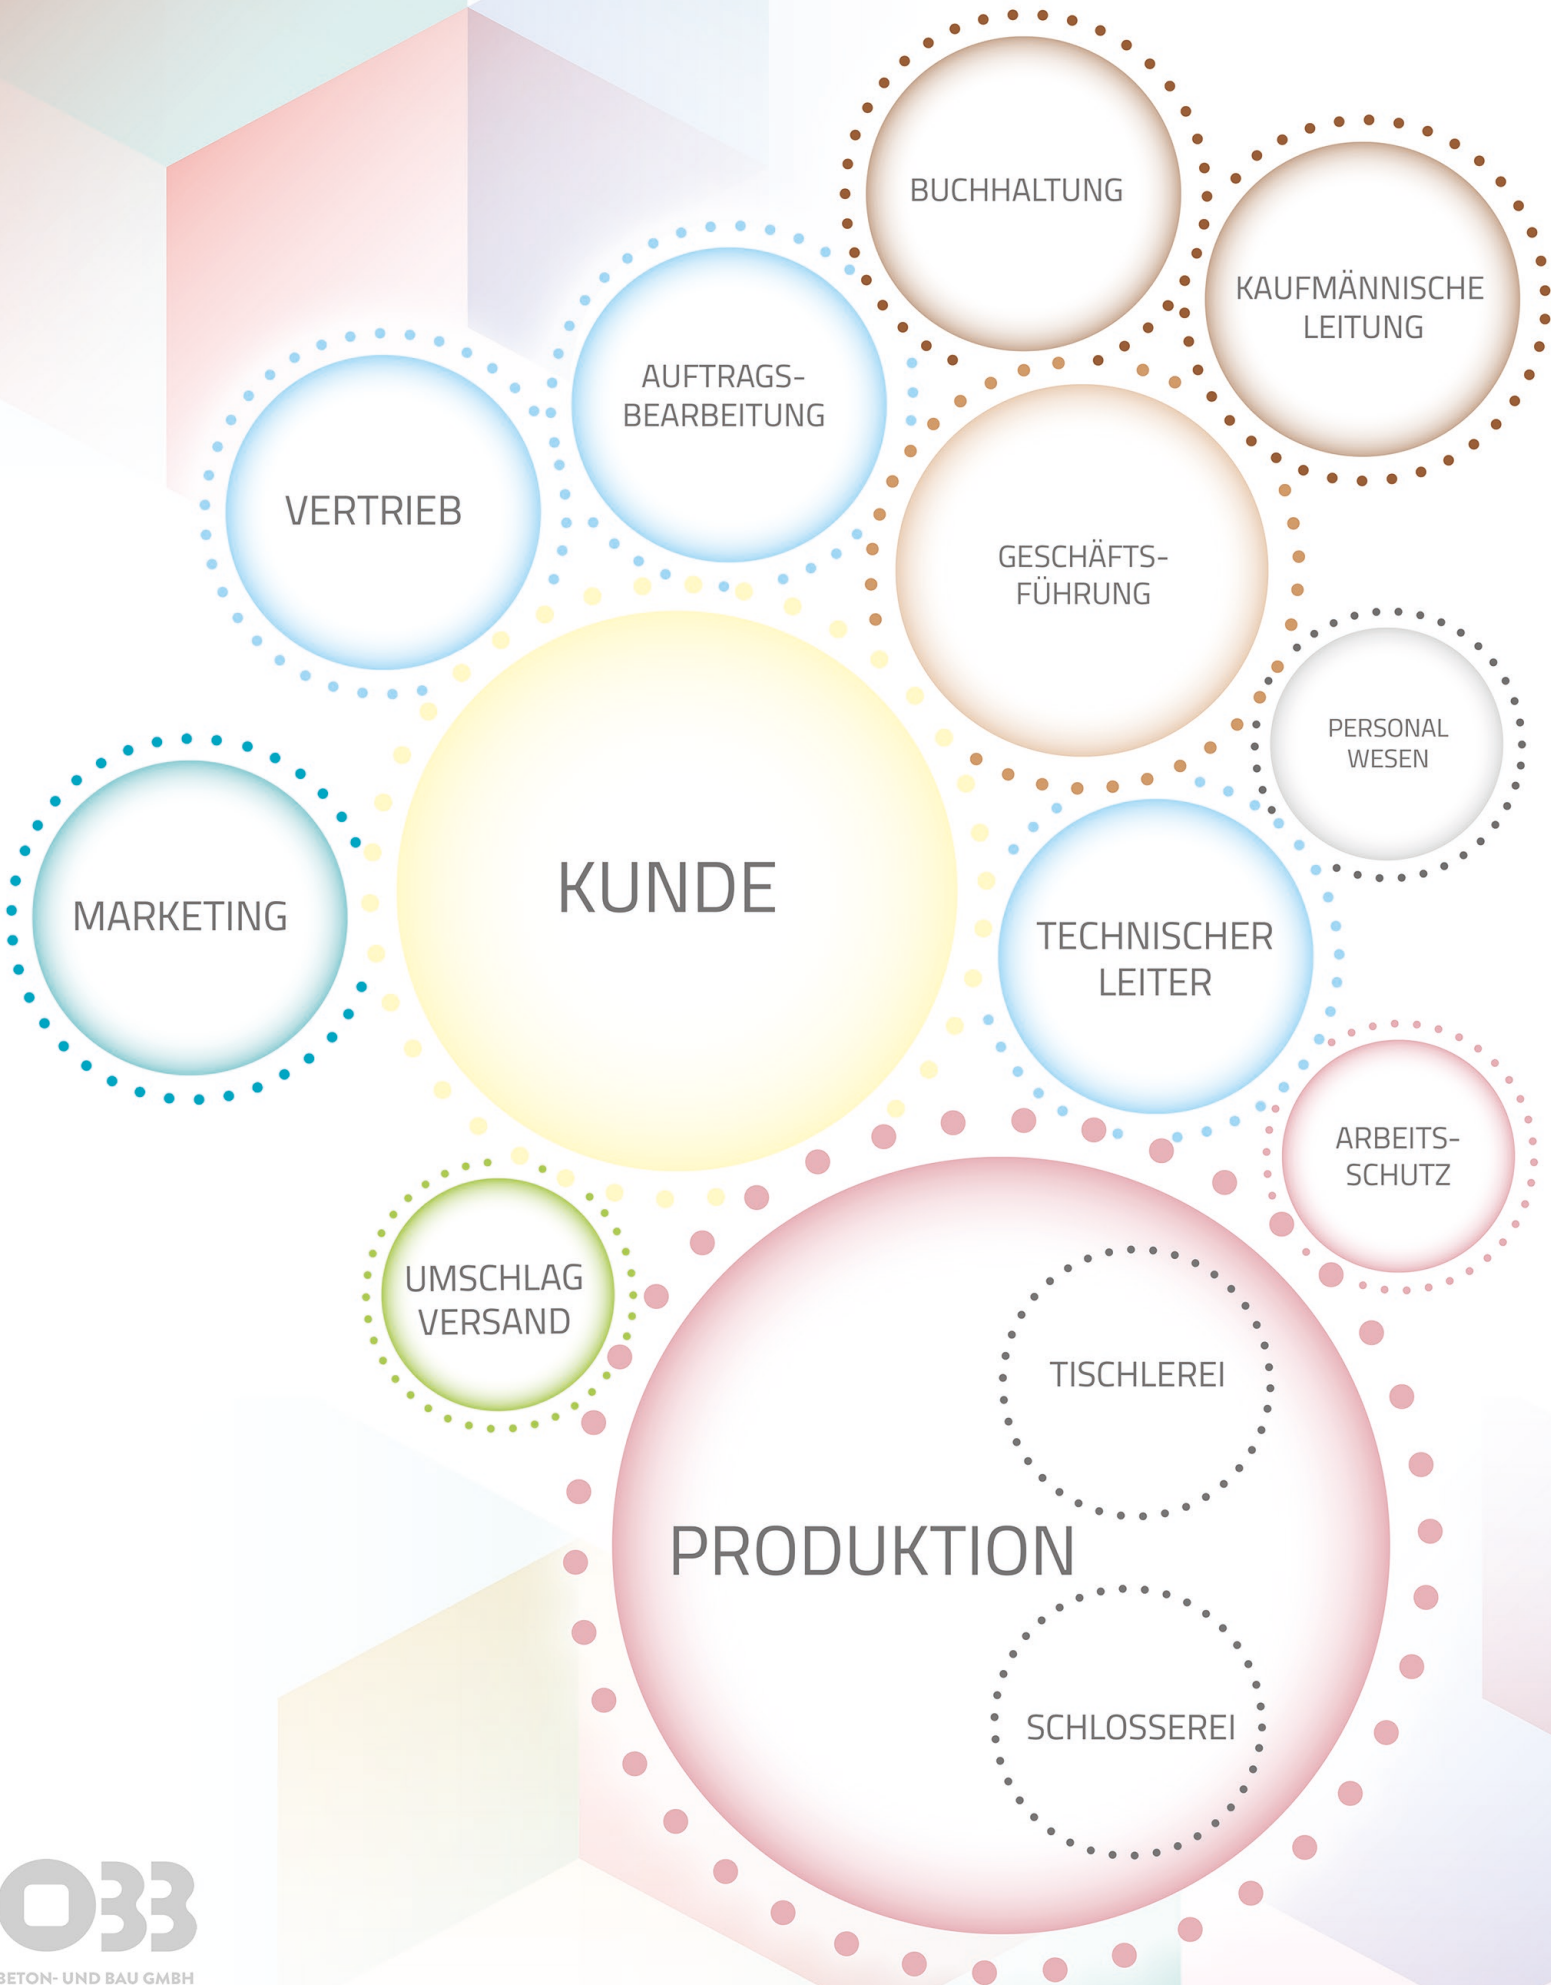 BUCHHALTUNG
KAUFMÄNNISCHE
LEITUNG
AUFTRAGS-
BEARBEITUNG
VERTRIEB
GESCHÄFTS-
FÜHRUNG
PERSONAL
WESEN
KUNDE
MARKETING
TECHNISCHER
LEITER
ARBEITS-
SCHUTZ
UMSCHLAG
VERSAND
TISCHLEREI
PRODUKTION
SCHLOSSEREI
OBB
BETON- UND BAU GMBH